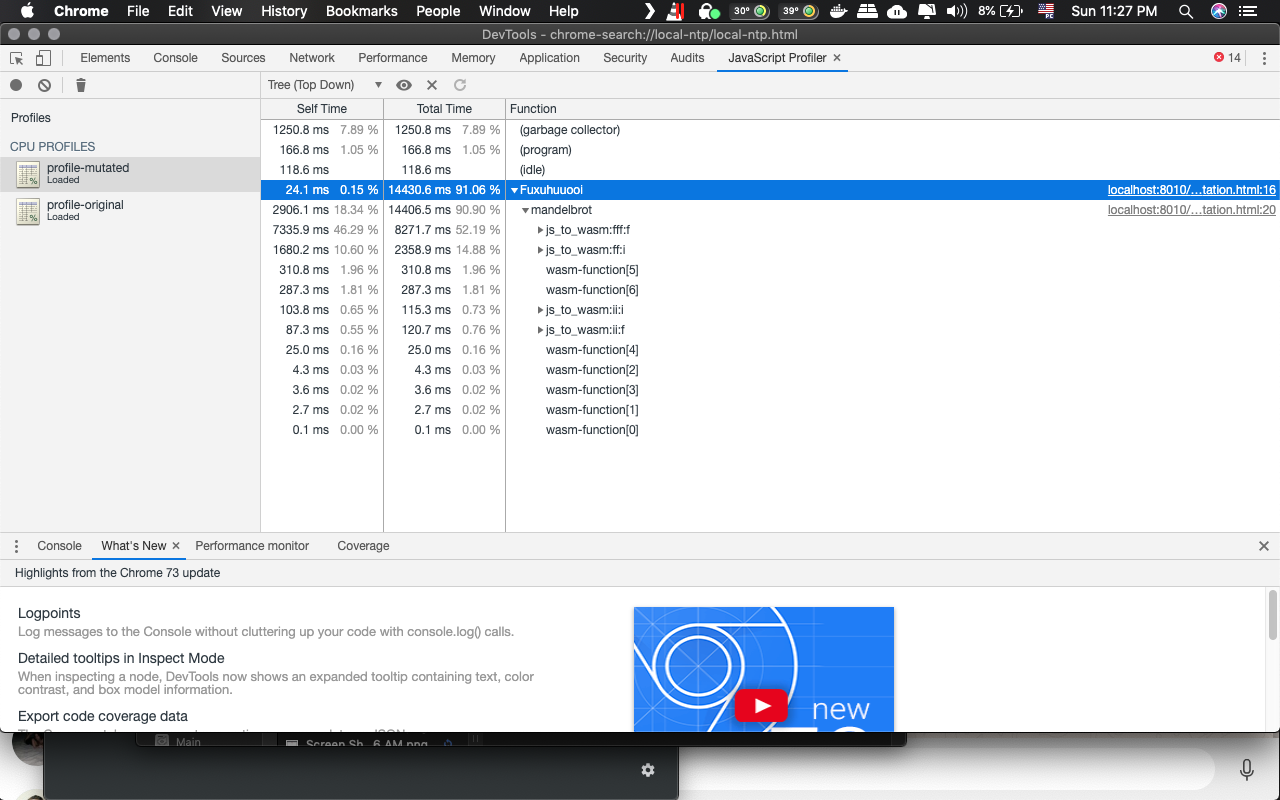 Chrome File Edit View History Bookmarks People Window Help 30° 39° 8% Sun 11:27 PM
DevTools - chrome-search://local-ntp/local-ntp.html
Elements Console Sources Network Performance Memory Application Security Audits JavaScript Profiler 14
Tree (Top Down)
Profiles
CPU PROFILES
profile-mutated
Loaded
profile-original
Loaded
Self Time Total Time Function
1250.8 ms 7.89 % 1250.8 ms 7.89 % (garbage collector)
166.8 ms 1.05 % 166.8 ms 1.05 % (program)
118.6 ms 118.6 ms (idle)
24.1 ms 0.15 % 14430.6 ms 91.06 % Fuxuhuuooi localhost:8010/…tation.html:16
2906.1 ms 18.34 % 14406.5 ms 90.90 % mandelbrot localhost:8010/…tation.html:20
7335.9 ms 46.29 % 8271.7 ms 52.19 % js_to_wasm:fff:f
1680.2 ms 10.60 % 2358.9 ms 14.88 % js_to_wasm:ff:i
310.8 ms 1.96 % 310.8 ms 1.96 % wasm-function[5]
287.3 ms 1.81 % 287.3 ms 1.81 % wasm-function[6]
103.8 ms 0.65 % 115.3 ms 0.73 % js_to_wasm:ii:i
87.3 ms 0.55 % 120.7 ms 0.76 % js_to_wasm:ii:f
25.0 ms 0.16 % 25.0 ms 0.16 % wasm-function[4]
4.3 ms 0.03 % 4.3 ms 0.03 % wasm-function[2]
3.6 ms 0.02 % 3.6 ms 0.02 % wasm-function[3]
2.7 ms 0.02 % 2.7 ms 0.02 % wasm-function[1]
0.1 ms 0.00 % 0.1 ms 0.00 % wasm-function[0]
Console What's New Performance monitor Coverage
Highlights from the Chrome 73 update
Logpoints
Log messages to the Console without cluttering up your code with console.log() calls.
Detailed tooltips in Inspect Mode
When inspecting a node, DevTools now shows an expanded tooltip containing text, color
contrast, and box model information.
Export code coverage data
new
Main
Screen Sh 6 AM.png